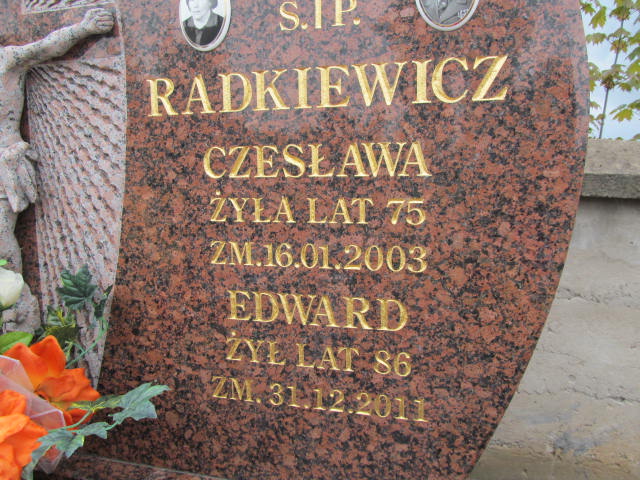 Ś.†P.
RADKIEWICZ
CZESŁAWA
ŻYŁA LAT 75
ZM.16.01.2003
EDWARD
ŻYŁ LAT 86
ZM. 31.12.2011